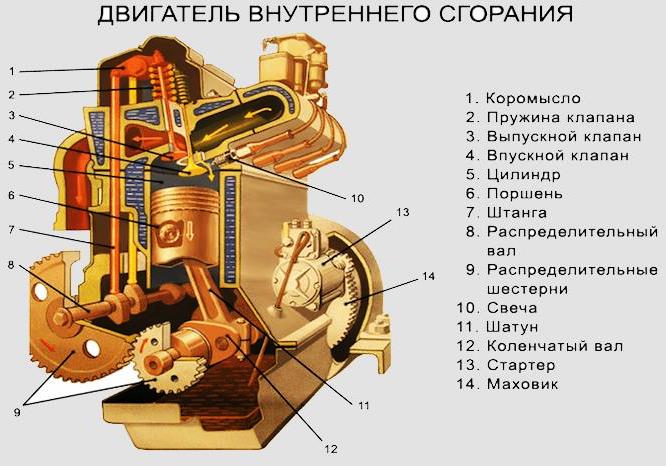 ДВИГАТЕЛЬ ВНУТРЕННЕГО СГОРАНИЯ
1
2
3
4
5
6
7
8
9
10
13
14
11
12
1. Коромысло
2. Пружина клапана
3. Выпускной клапан
4. Впускной клапан
5. Цилиндр
6. Поршень
7. Штанга
8. Распределительный
вал
9. Распределительные
шестерни
10. Свеча
11. Шатун
12. Коленчатый вал
13. Стартер
14. Маховик